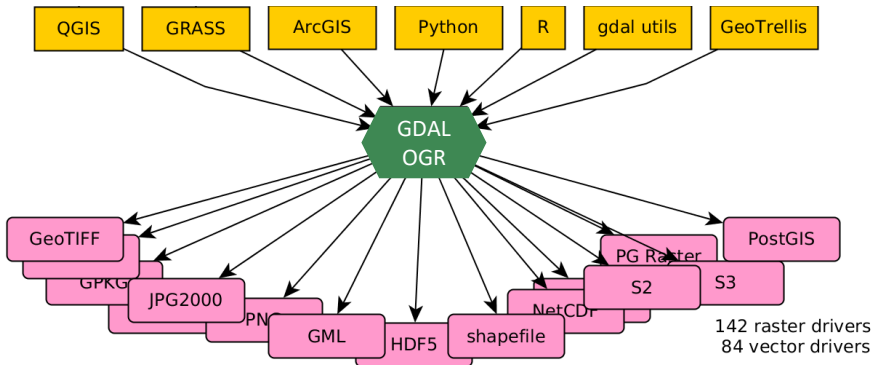 QGIS
GRASS
ArcGIS
Python
R
gdal utils
GeoTrellis
GDAL
OGR
GeoTIFF
GPKG
JPG2000
PNG
GML
HDF5
shapefile
NetCDF
S2
PG Raster
S3
PostGIS
142 raster drivers
84 vector drivers